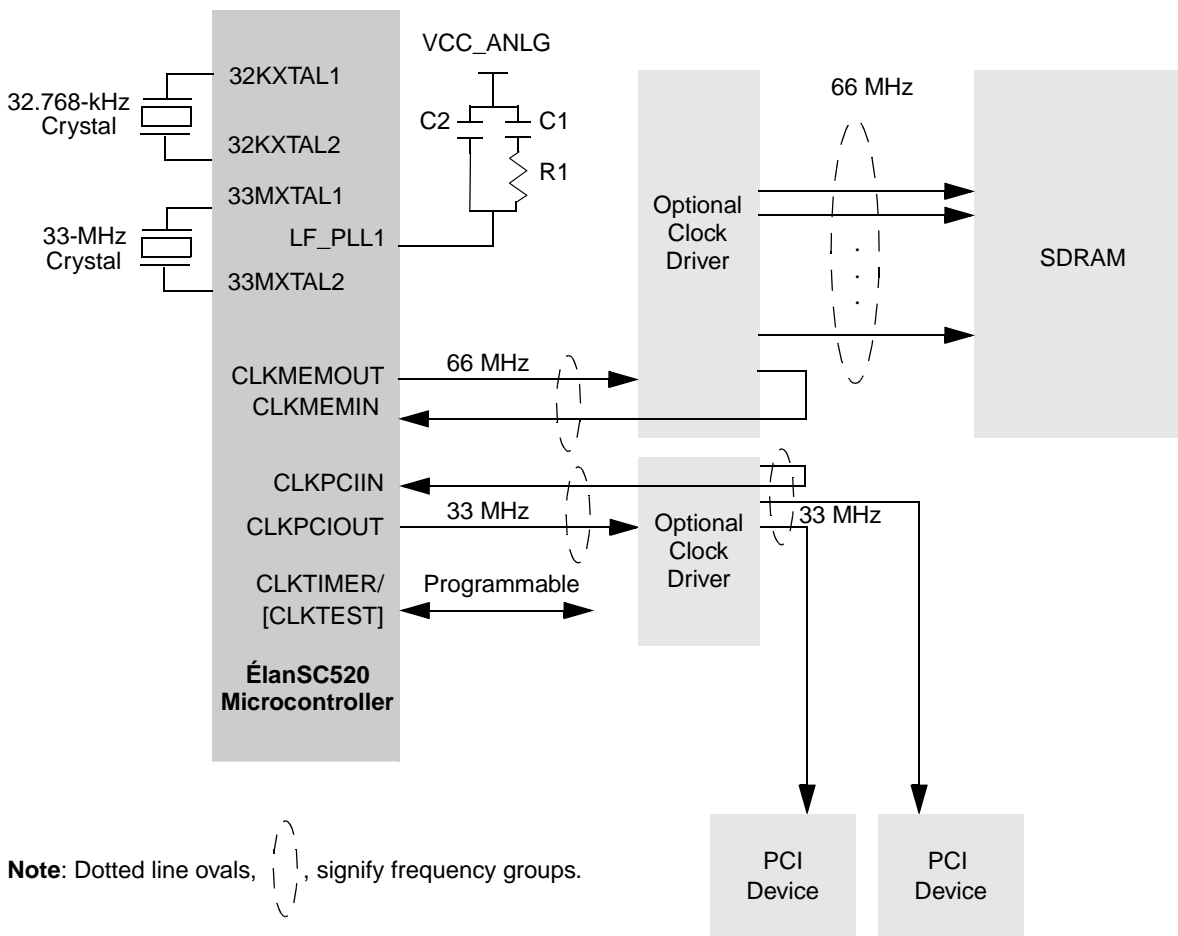 VCC_ANLG
32KXTAL1
32.768-kHz
Crystal
32KXTAL2
C2
C1
R1
66 MHz
33MXTAL1
33-MHz
Crystal
LF_PLL1
33MXTAL2
Optional
Clock
Driver
SDRAM
.
.
.
CLKMEMOUT
66 MHz
CLKMEMIN
CLKPCIIN
CLKPCIOUT
33 MHz
Optional
Clock
Driver
33 MHz
CLKTIMER/
[CLKTEST]
Programmable
ÉlanSC520
Microcontroller
PCI
Device
PCI
Device
Note: Dotted line ovals, , signify frequency groups.